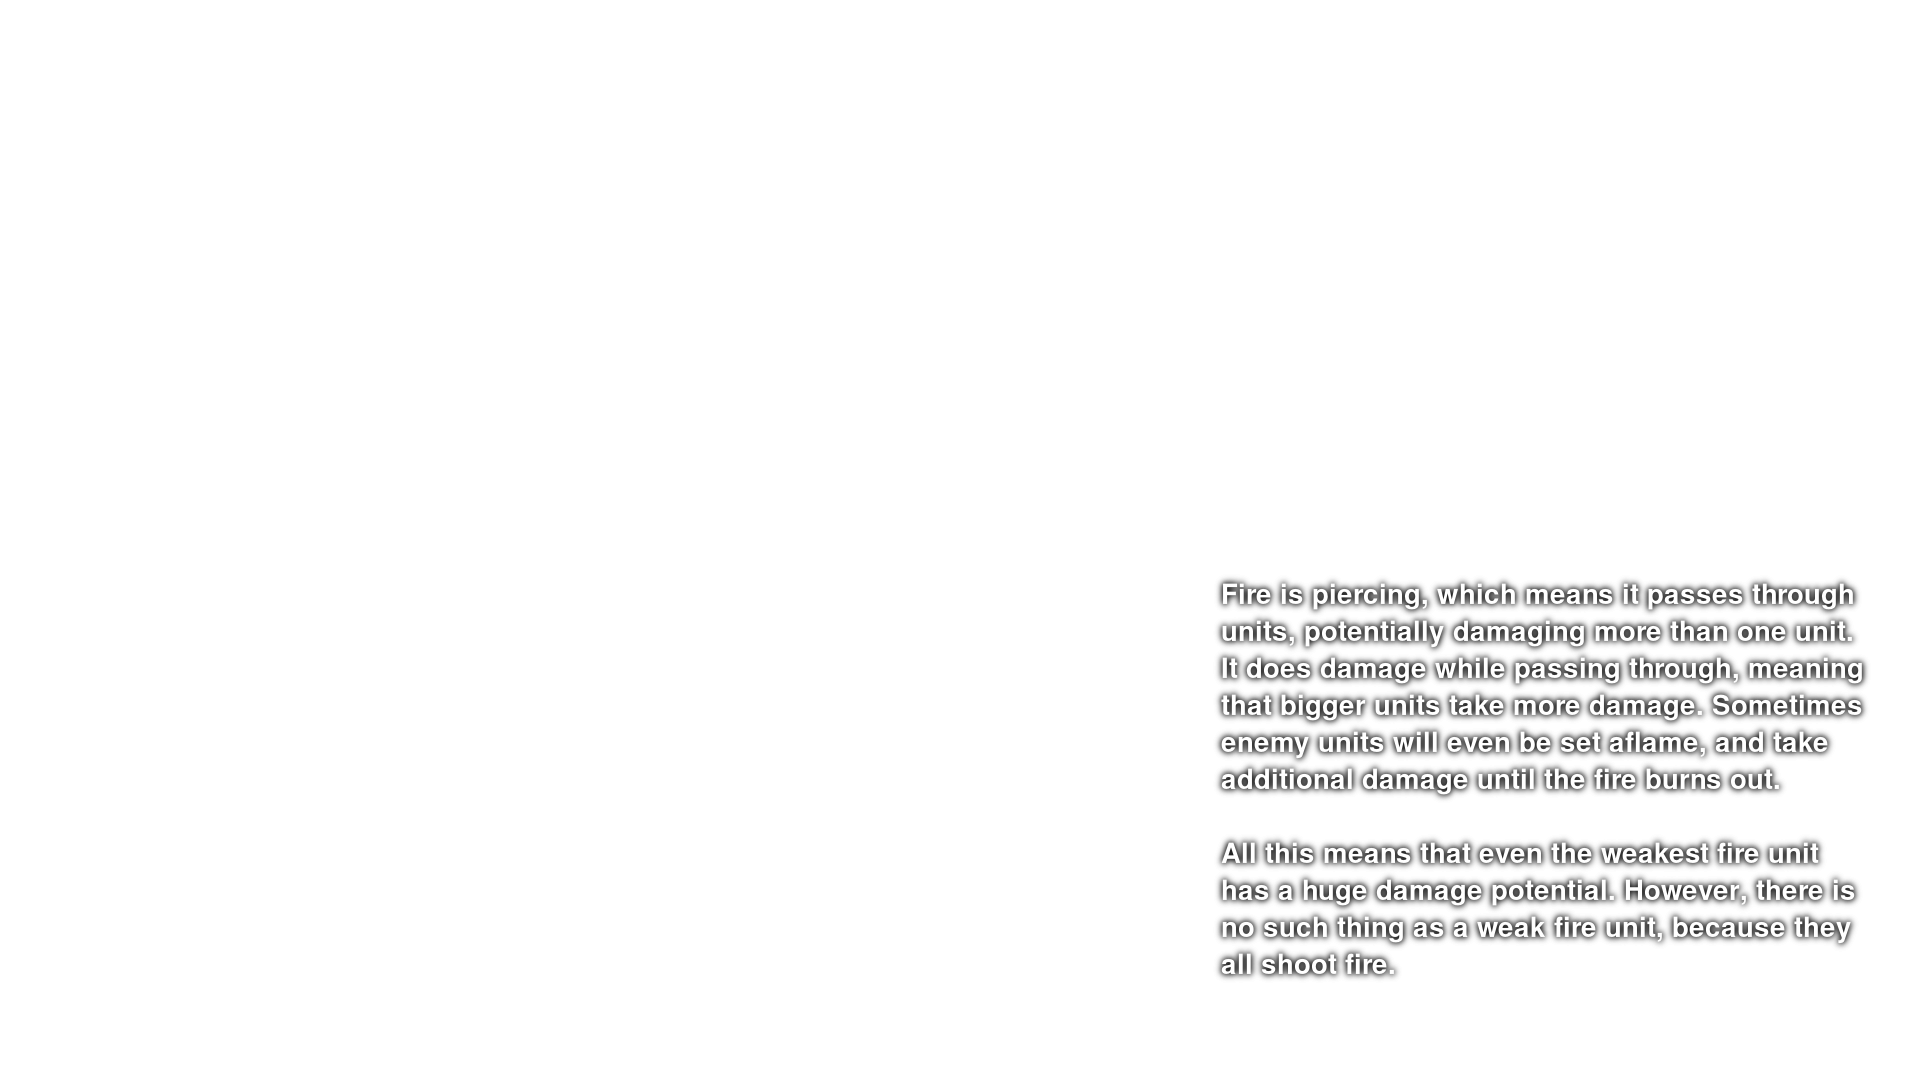 Fire is piercing, which means it passes through
units, potentially damaging more than one unit.
It does damage while passing through, meaning
that bigger units take more damage. Sometimes
enemy units will even be set aflame, and take
additional damage until the fire burns out.

All this means that even the weakest fire unit
has a huge damage potential. However, there is
no such thing as a weak fire unit, because they
all shoot fire.